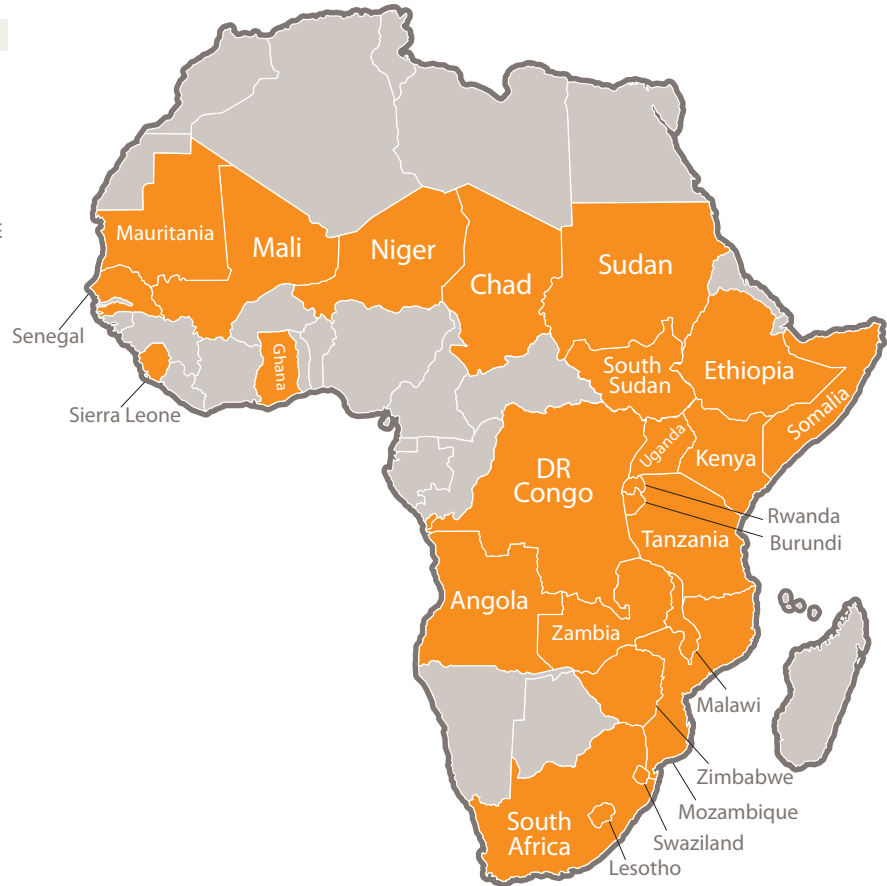 E
Mauritania
Mali
Niger
Chad
Sudan
Senegal
Ghana
South
Sudan
Ethiopia
Somalia
Sierra Leone
Uganda
Kenya
DR
Congo
Rwanda
Burundi
Tanzania
Angola
Zambia
Malawi
Zimbabwe
Mozambique
South
Africa
Swaziland
Lesotho